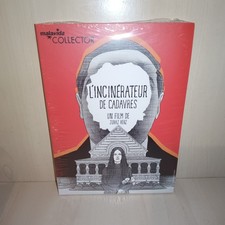 malavida
COLLECTOR
L'INCINÉRATEUR
DE CADAVRES
UN FILM DE
JURAJ HERZ